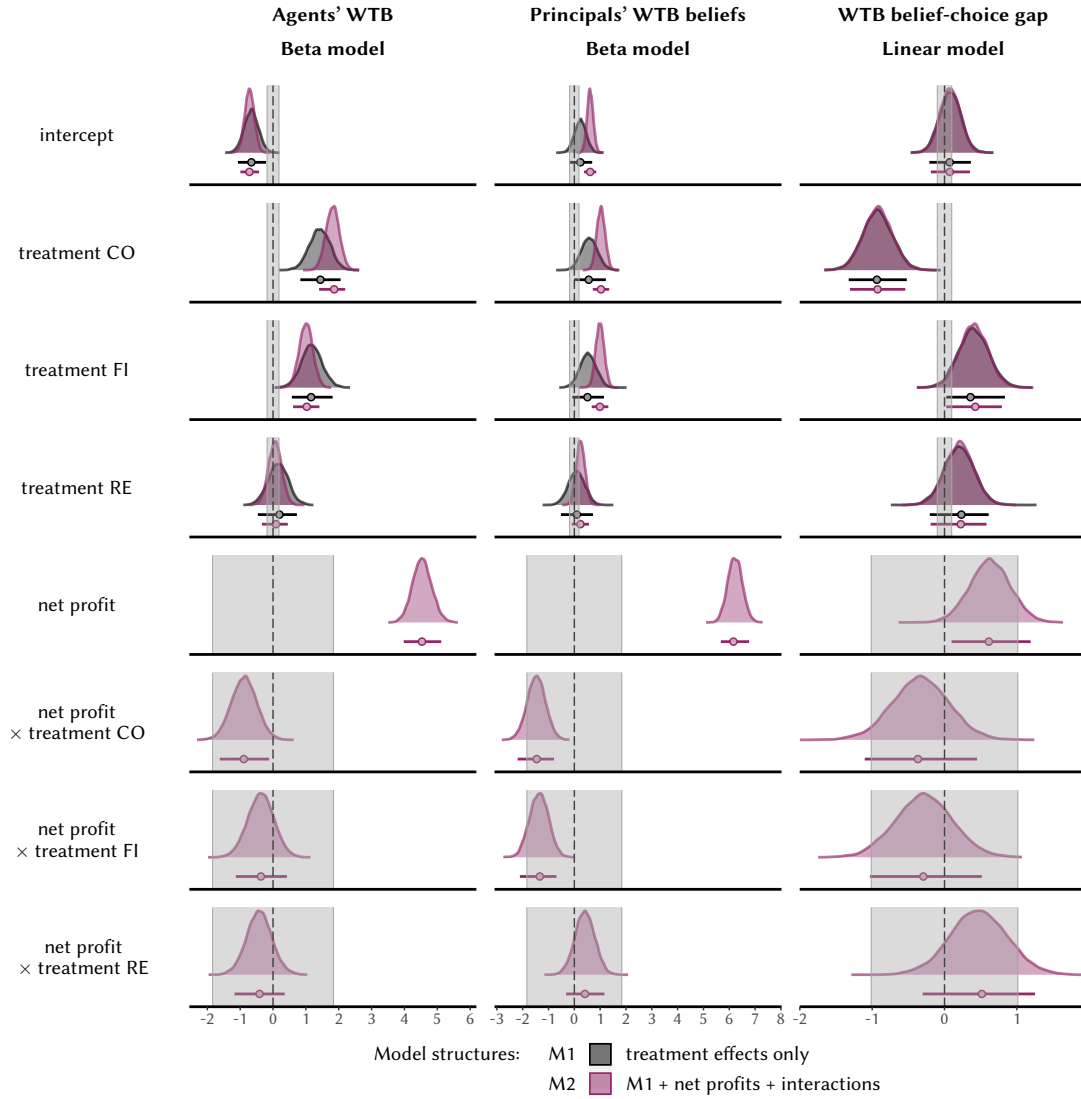 Agents’ WTB
Principals’ WTB beliefs
WTB belief-choice gap
Beta model
Beta model
Linear model
intercept
treatment CO
treatment FI
treatment RE
net profit
net profit
× treatment CO
net profit
× treatment FI
net profit
× treatment RE
-2 -1 0 1 2 4 5 6
-3 -2 -1 0 1 2 4 5 6 7 8
-2 -1 0 1
Model structures: M1 treatment effects only
M2 M1 + net profits + interactions